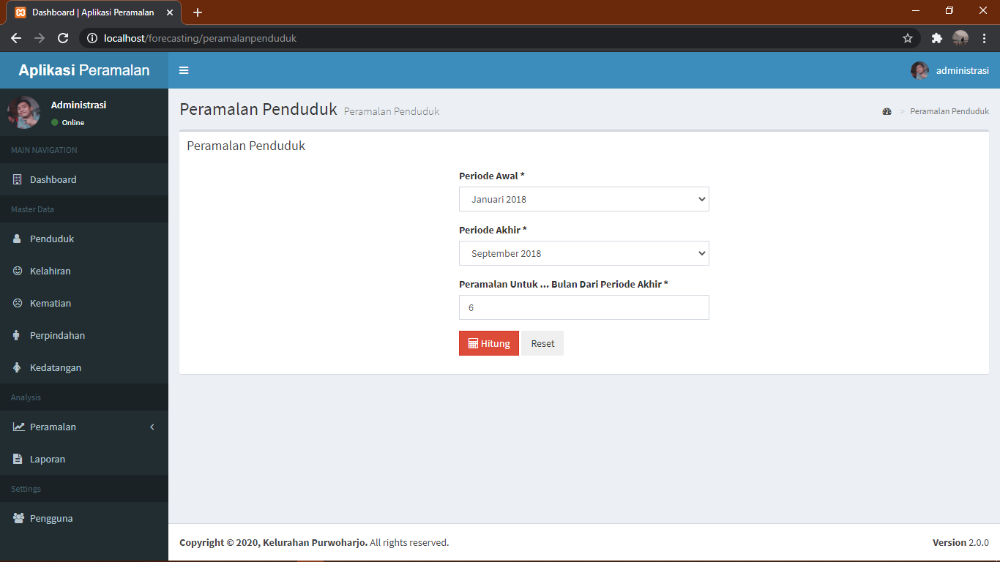 Dashboard | Aplikasi Peramalan
localhost/forecasting/peramalanpenduduk
Aplikasi Peramalan
administrasi
Administrasi
Online
MAIN NAVIGATION
Dashboard
Master Data
Penduduk
Kelahiran
Kematian
Perpindahan
Kedatangan
Analysis
Peramalan
Laporan
Settings
Pengguna
Peramalan Penduduk Peramalan Penduduk
> Peramalan Penduduk
Peramalan Penduduk
Periode Awal *
Januari 2018
Periode Akhir *
September 2018
Peramalan Untuk ... Bulan Dari Periode Akhir *
6
Hitung Reset
Copyright © 2020, Kelurahan Purwoharjo. All rights reserved.
Version 2.0.0